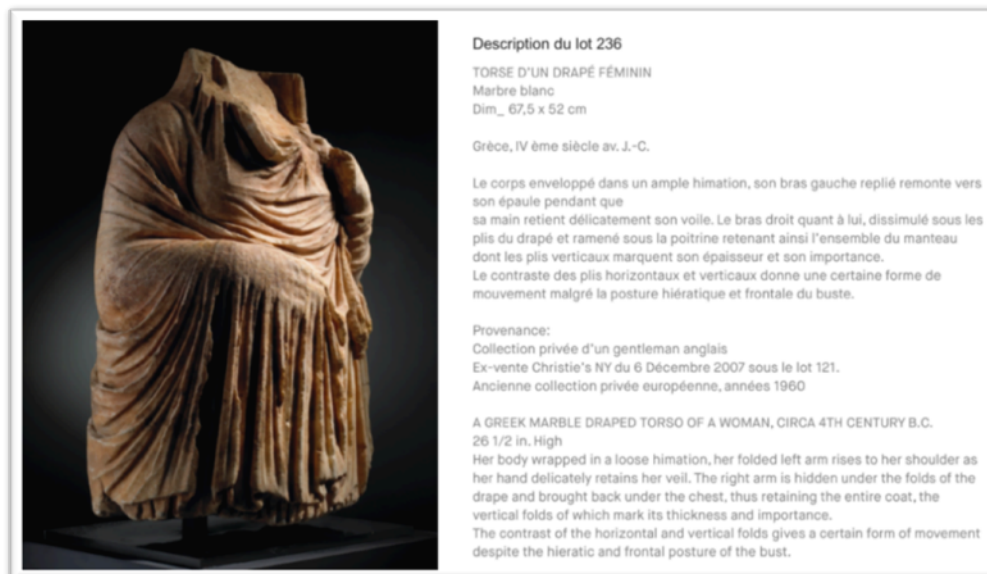 Description du lot 236
TORSE D'UN DRAPÉ FÉMININ
Marbre blanc
Dim_ 67,5 x 52 cm
Grèce, IV ème siècle av. J.-C.
Le corps enveloppé dans un ample himation, son bras gauche replié remonte vers
son épaule pendant que
sa main retient délicatement son voile. Le bras droit quant à lui, dissimulé sous les
plis du drapé et ramené sous la poitrine retenant ainsi l'ensemble du manteau
dont les plis verticaux marquent son épaisseur et son importance.
Le contraste des plis horizontaux et verticaux donne une certaine forme de
mouvement malgré la posture hiératique et frontale du buste.
Provenance:
Collection privée d'un gentleman anglais
Ex-vente Christie's NY du 6 Décembre 2007 sous le lot 121.
Ancienne collection privée européenne, années 1960
A GREEK MARBLE DRAPED TORSO OF A WOMAN, CIRCA 4TH CENTURY B.C.
26 1/2 in. High
Her body wrapped in a loose himation, her folded left arm rises to her shoulder as
her hand delicately retains her veil. The right arm is hidden under the folds of the
drape and brought back under the chest, thus retaining the entire coat, the
vertical folds of which mark its thickness and importance.
The contrast of the horizontal and vertical folds gives a certain form of movement
despite the hieratic and frontal posture of the bust.